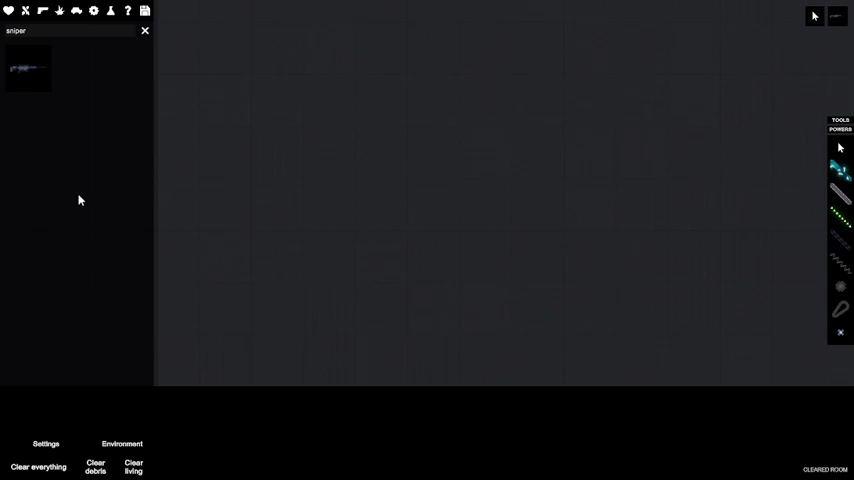 sniper
TOOLS
POWERS
Settings Environment
Clear everything Clear debris Clear living
CLEARED ROOM